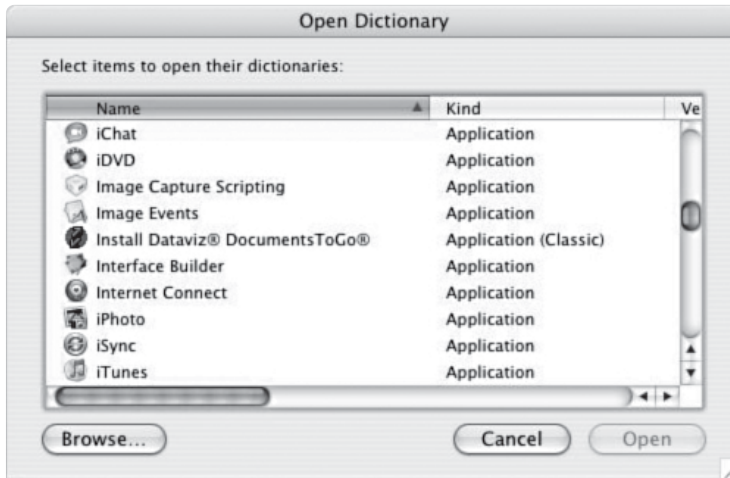 Open Dictionary
Select items to open their dictionaries:
Name Kind Ve
iChat Application
iDVD Application
Image Capture Scripting Application
Image Events Application
Install Dataviz® DocumentsToGo® Application (Classic)
Interface Builder Application
Internet Connect Application
iPhoto Application
iSync Application
iTunes Application
Browse... Cancel Open